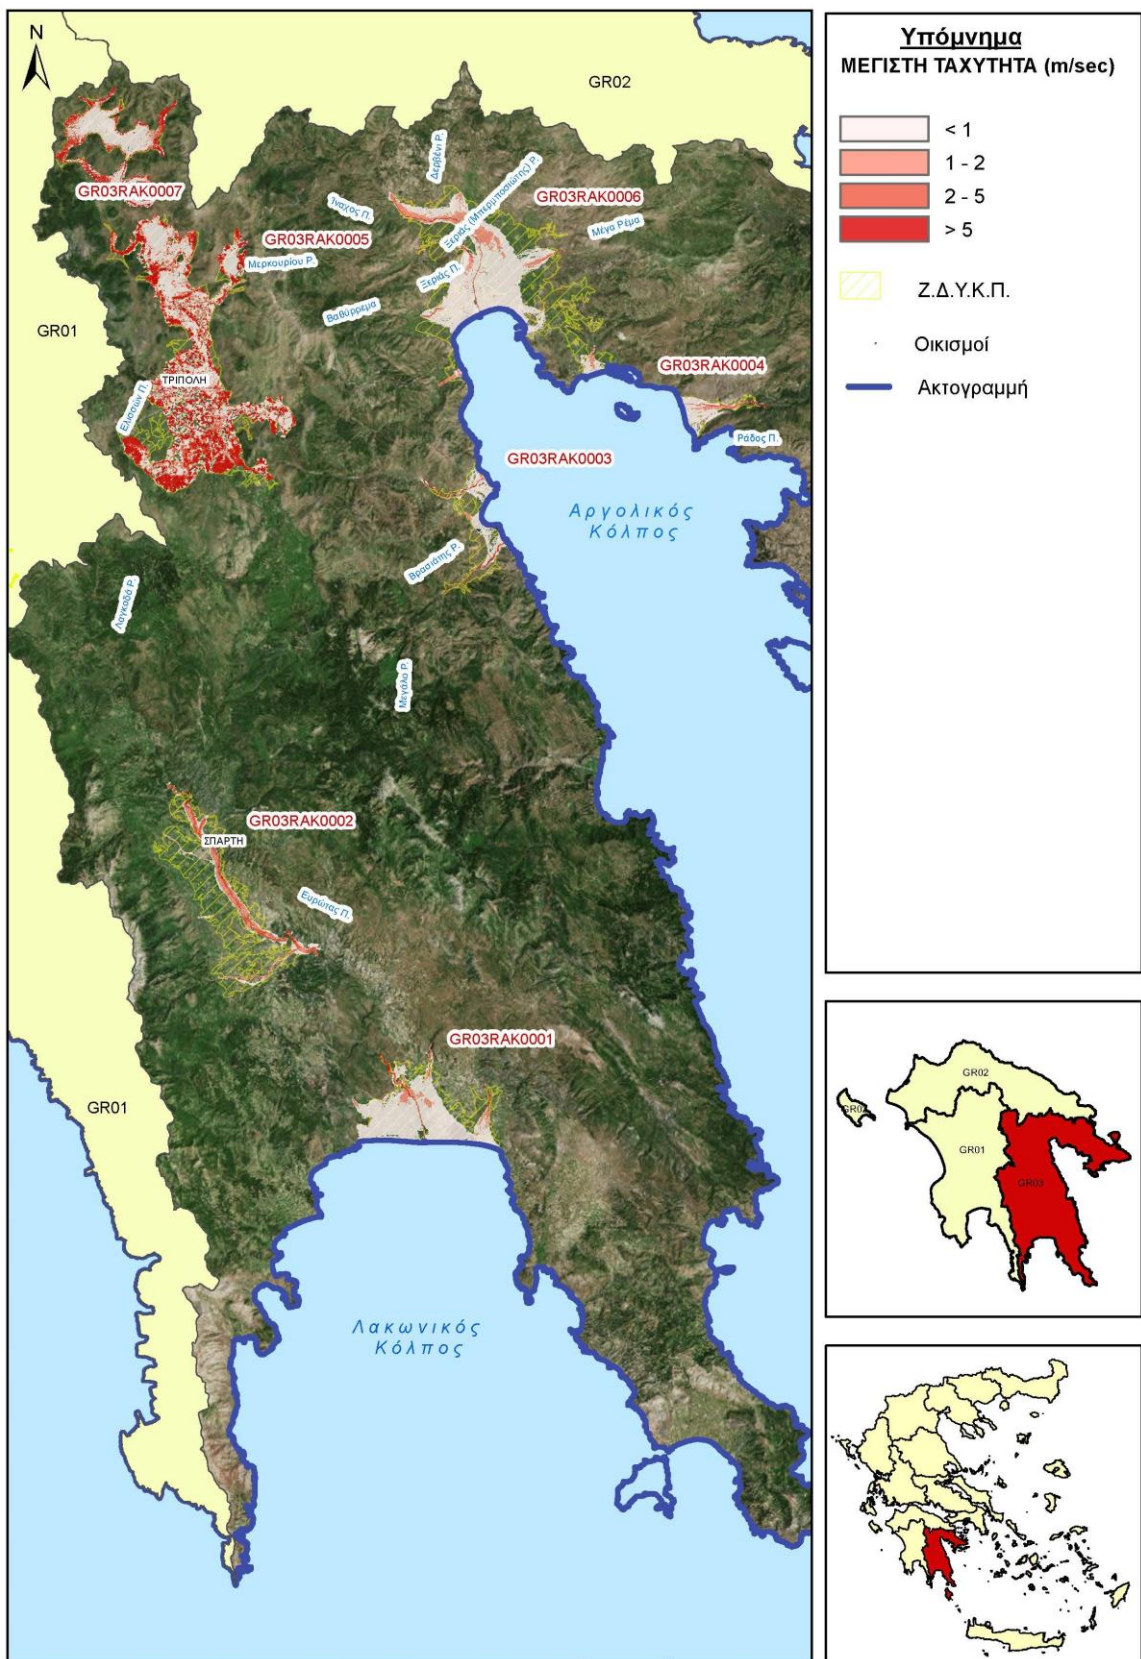 N
GR02
Δερβένι Ρ.
GR03RAK0007
Ίναχος Π.
Ξεριάς (Μπερμπασιώτης) Ρ.
GR03RAK0006
Μέγα Ρέμα
GR03RAK0005
Μερκουρίου Ρ.
Ξεριάς Π.
Βαθύρρεμα
GR01
GR03RAK0004
ΤΡΙΠΟΛΗ
Ράδος Π.
GR03RAK0003
Αργολικός
Κόλπος
Βρασιάτης Ρ.
Λαγκαδά Ρ.
Μεγάλο Ρ.
GR03RAK0002
ΣΠΑΡΤΗ
Ευρώτας Π.
GR03RAK0001
GR01
Λακωνικός
Κόλπος
Υπόμνημα
ΜΕΓΙΣΤΗ ΤΑΧΥΤΗΤΑ (m/sec)
< 1
1 - 2
2 - 5
> 5
Ζ.Δ.Υ.Κ.Π.
Οικισμοί
Ακτογραμμή
GR02
GR02
GR01
GR03